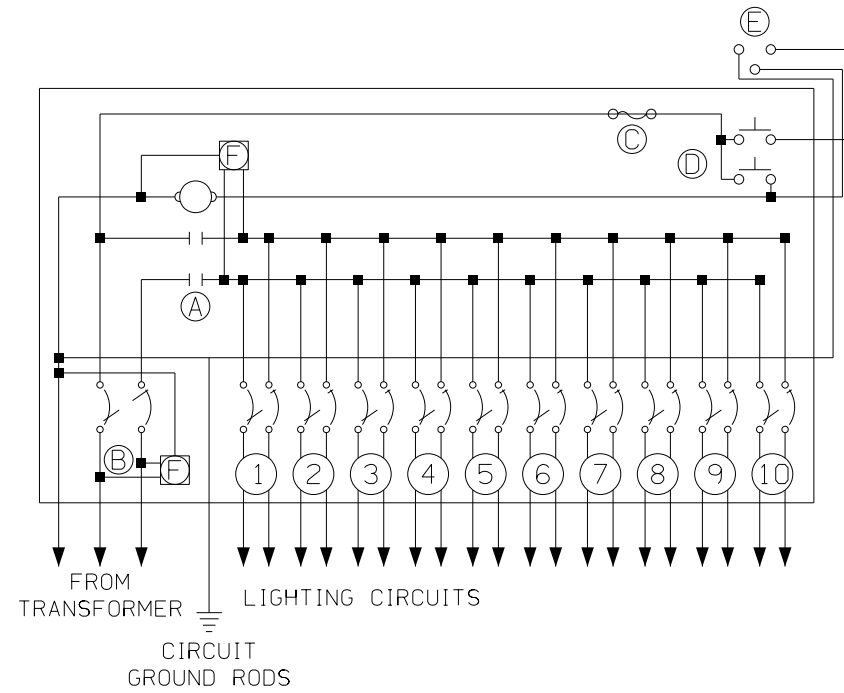 E
F
C
D
A
B
F
1 2 3 4 5 6 7 8 9 10
FROM
TRANSFORMER
LIGHTING CIRCUITS
CIRCUIT
GROUND RODS